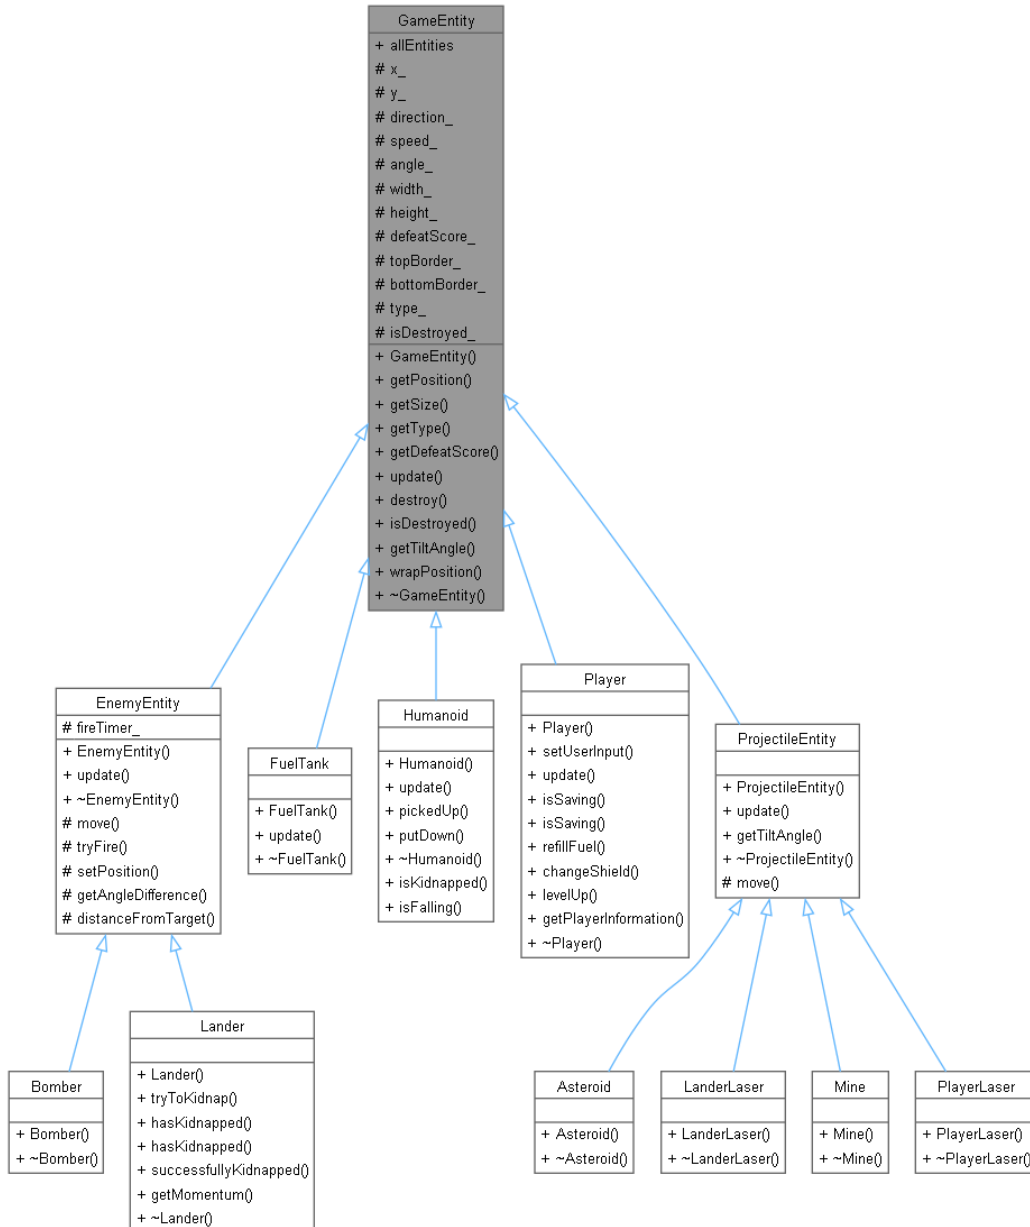 GameEntity
+ allEntities
# x_
# y_
# direction_
# speed_
# angle_
# width_
# height_
# defeatScore_
# topBorder_
# bottomBorder_
# type_
# isDestroyed_
+ GameEntity()
+ getPosition()
+ getSize()
+ getType()
+ getDefeatScore()
+ update()
+ destroy()
+ isDestroyed()
+ getTiltAngle()
+ wrapPosition()
+ ~GameEntity()
EnemyEntity
# fireTimer_
+ EnemyEntity()
+ update()
+ ~EnemyEntity()
# move()
# tryFire()
# setPosition()
# getAngleDifference()
# distanceFromTarget()
FuelTank
+ FuelTank()
+ update()
+ ~FuelTank()
Humanoid
+ Humanoid()
+ update()
+ pickedUp()
+ putDown()
+ ~Humanoid()
+ isKidnapped()
+ isFalling()
Player
+ Player()
+ setUserInput()
+ update()
+ isSaving()
+ isSaving()
+ refillFuel()
+ changeShield()
+ levelUp()
+ getPlayerInformation()
+ ~Player()
ProjectileEntity
+ ProjectileEntity()
+ update()
+ getTiltAngle()
+ ~ProjectileEntity()
# move()
Bomber
+ Bomber()
+ ~Bomber()
Lander
+ Lander()
+ tryToKidnap()
+ hasKidnapped()
+ hasKidnapped()
+ successfullyKidnapped()
+ getMomentum()
+ ~Lander()
Asteroid
+ Asteroid()
+ ~Asteroid()
LanderLaser
+ LanderLaser()
+ ~LanderLaser()
Mine
+ Mine()
+ ~Mine()
PlayerLaser
+ PlayerLaser()
+ ~PlayerLaser()